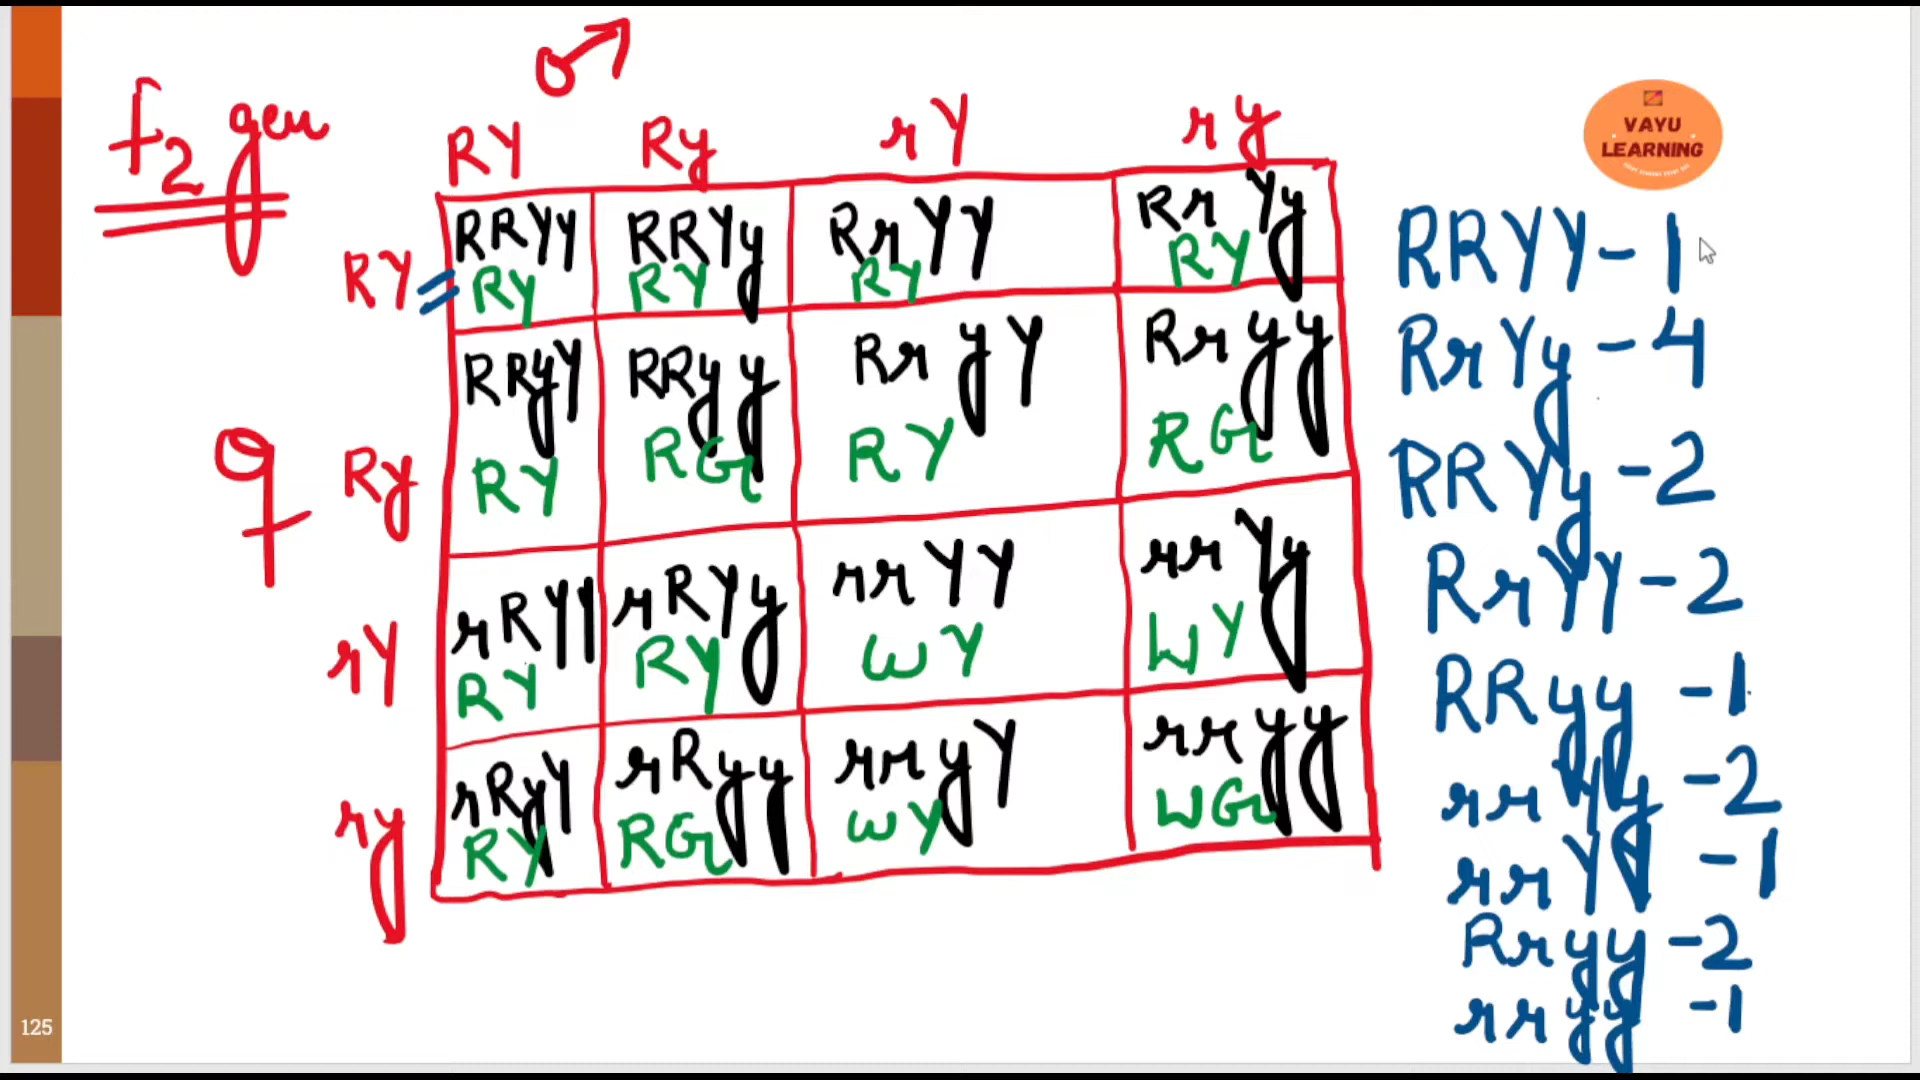 F2 gen
RY Ry rY ry
VAYU
LEARNING
RY RRYY RRYy RrYY RrYy
RY RY RY RY
Ry RRyY RRyy RryY Rryy
RY RG RY RG
rY rRYY rRYy rrYY rrYy
RY RY WY WY
ry rRyY rRyy rryY rryy
RY RG WY WG
RRYY - 1
RrYy - 4
RRYy - 2
RrYY - 2
RRyy - 1
rrYy - 2
rrYY - 1
Rryy - 2
rryy - 1
125